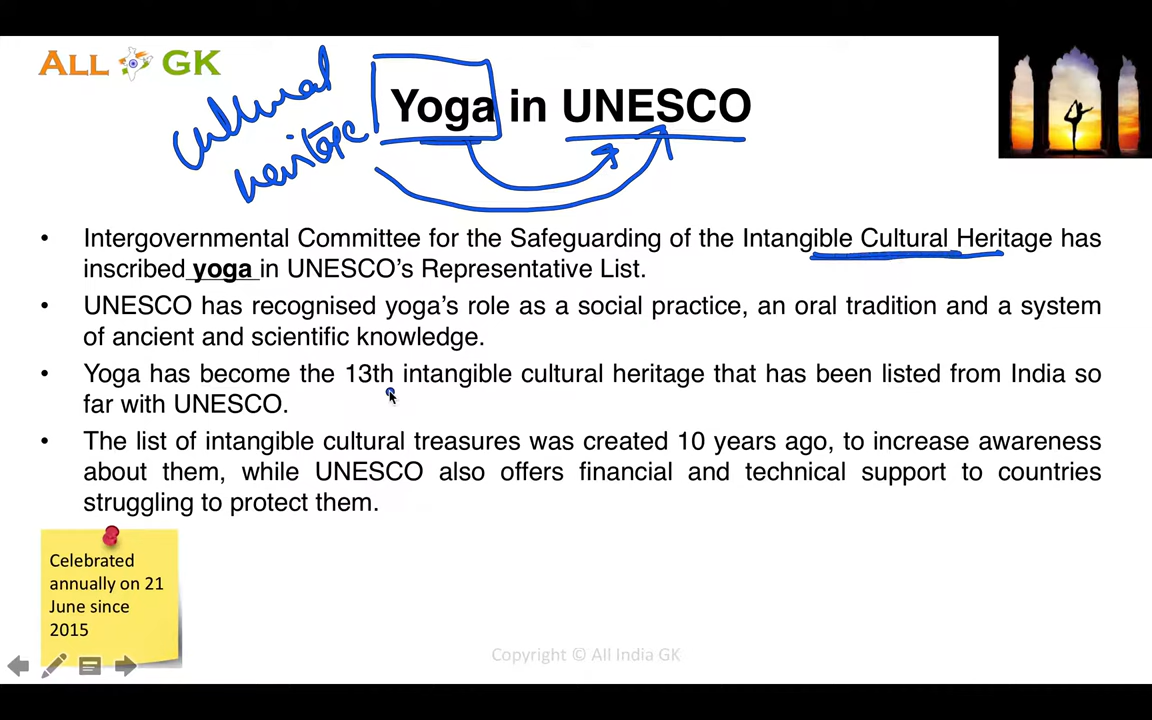 ALL GK
cultural
heritage
Yoga in UNESCO
• Intergovernmental Committee for the Safeguarding of the Intangible Cultural Heritage has
inscribed yoga in UNESCO's Representative List.
• UNESCO has recognised yoga's role as a social practice, an oral tradition and a system
of ancient and scientific knowledge.
• Yoga has become the 13th intangible cultural heritage that has been listed from India so
far with UNESCO.
• The list of intangible cultural treasures was created 10 years ago, to increase awareness
about them, while UNESCO also offers financial and technical support to countries
struggling to protect them.
Celebrated
annually on 21
June since
2015
Copyright © All India GK